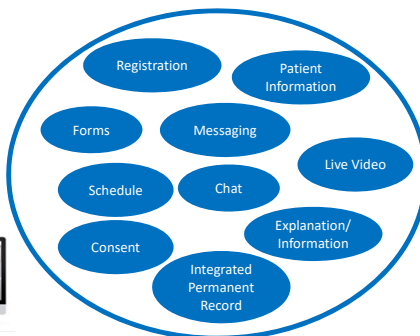 Registration
Patient
Information
Forms
Messaging
Live Video
Schedule
Chat
Explanation/
Information
Consent
Integrated
Permanent
Record